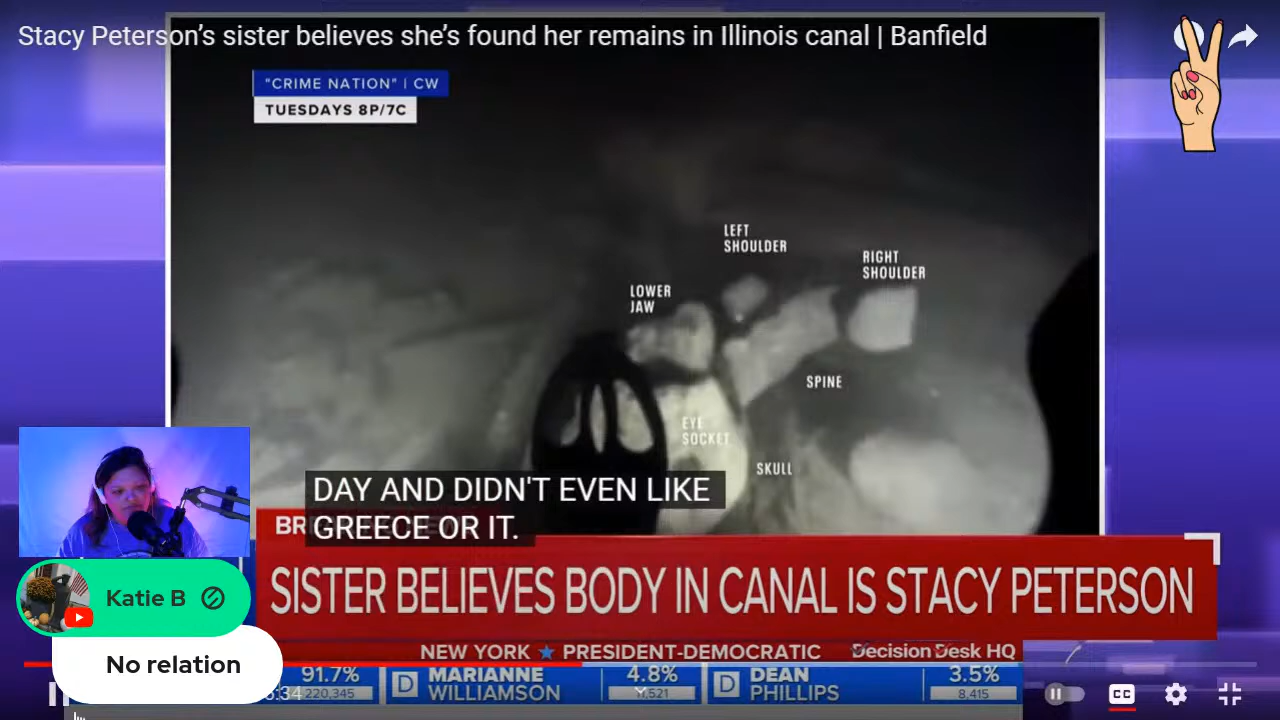 Stacy Peterson’s sister believes she’s found her remains in Illinois canal | Banfield
"CRIME NATION" | CW
TUESDAYS 8P/7C
LEFT
SHOULDER
RIGHT
SHOULDER
LOWER
JAW
SPINE
EYE
SOCKET
SKULL
DAY AND DIDN'T EVEN LIKE
GREECE OR IT.
SISTER BELIEVES BODY IN CANAL IS STACY PETERSON
Katie B
No relation
NEW YORK ★ PRESIDENT-DEMOCRATIC
Decision Desk HQ
91.7%
220,345
D
MARIANNE
WILLIAMSON
4.8%
11,521
D
DEAN
PHILLIPS
3.5%
8,415
CC